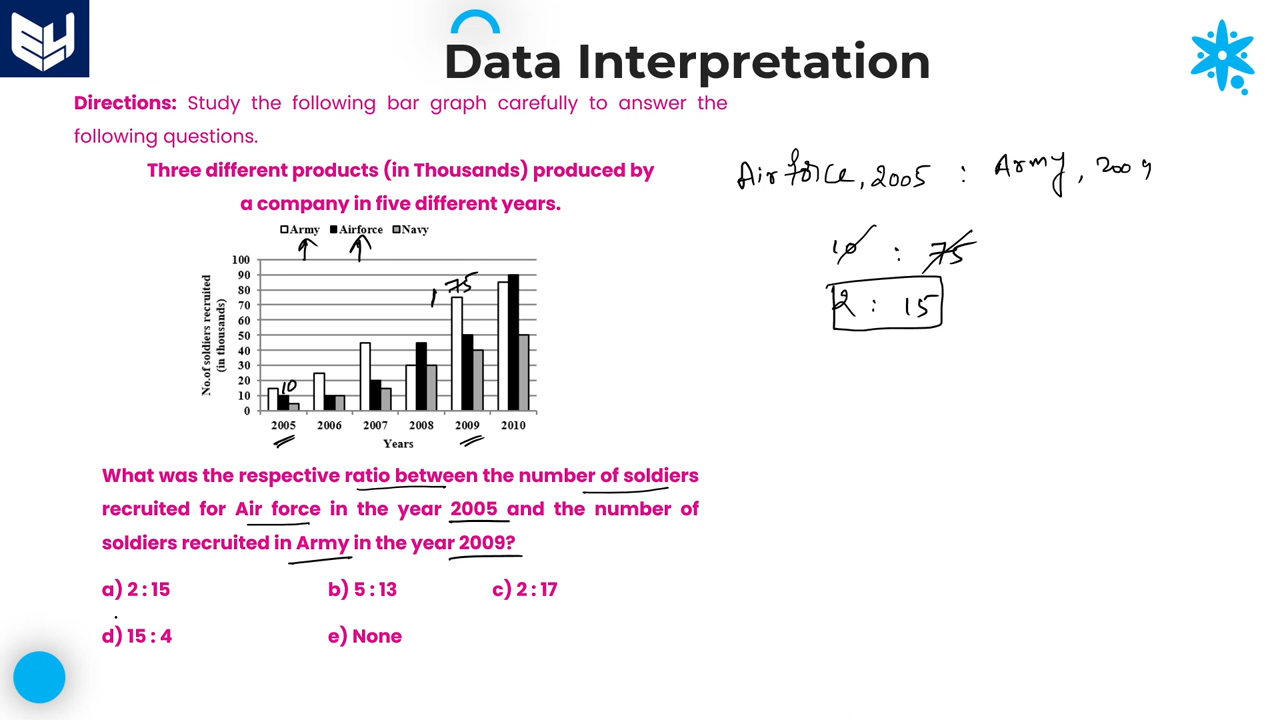 Data Interpretation
Directions: Study the following bar graph carefully to answer the
following questions.
Three different products (in Thousands) produced by
a company in five different years.
Army Airforce Navy
No.of soldiers recruited
(in thousands)
100
90
80
70
60
50
40
30
20
10
0
75
10
2005 2006 2007 2008 2009 2010
Years
What was the respective ratio between the number of soldiers
recruited for Air force in the year 2005 and the number of
soldiers recruited in Army in the year 2009?
a) 2 : 15 b) 5 : 13 c) 2 : 17
d) 15 : 4 e) None
Airforce, 2005 : Army, 2009
10 : 75
2 : 15